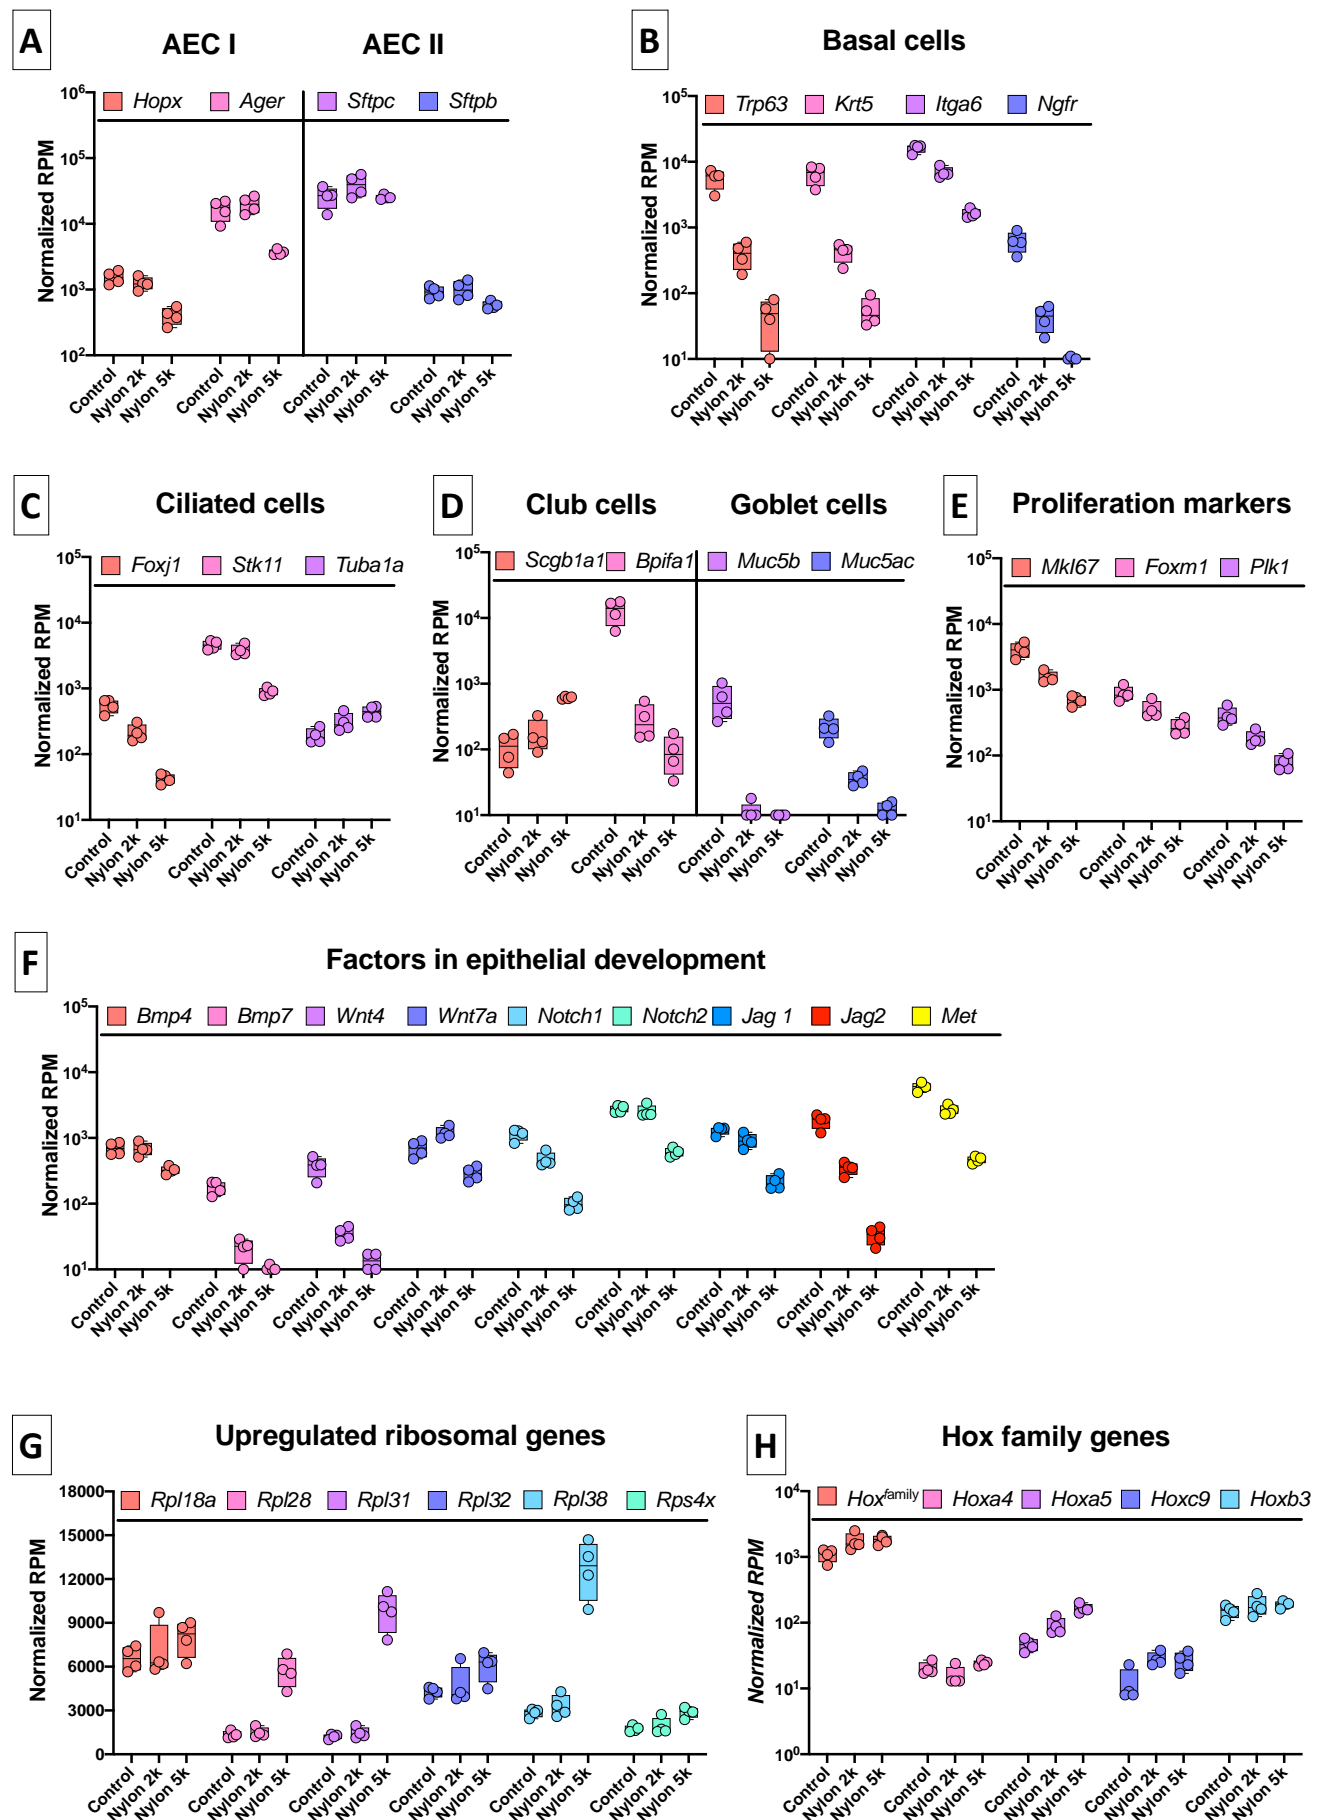 A
AEC I
AEC II
Hopx Ager Sftpc Sftpb
Normalized RPM
10^6
10^5
10^4
10^3
10^2
Control Nylon 2k Nylon 5k Control Nylon 2k Nylon 5k Control Nylon 2k Nylon 5k Control Nylon 2k Nylon 5k
B
Basal cells
Trp63 Krt5 Itga6 Ngfr
Normalized RPM
10^5
10^4
10^3
10^2
10^1
Control Nylon 2k Nylon 5k Control Nylon 2k Nylon 5k Control Nylon 2k Nylon 5k Control Nylon 2k Nylon 5k
C
Ciliated cells
Foxj1 Stk11 Tuba1a
Normalized RPM
10^5
10^4
10^3
10^2
10^1
Control Nylon 2k Nylon 5k Control Nylon 2k Nylon 5k Control Nylon 2k Nylon 5k
D
Club cells
Goblet cells
Scgb1a1 Bpifa1 Muc5b Muc5ac
Normalized RPM
10^5
10^4
10^3
10^2
10^1
Control Nylon 2k Nylon 5k Control Nylon 2k Nylon 5k Control Nylon 2k Nylon 5k Control Nylon 2k Nylon 5k
E
Proliferation markers
MkI67 Foxm1 Plk1
Normalized RPM
10^5
10^4
10^3
10^2
10^1
Control Nylon 2k Nylon 5k Control Nylon 2k Nylon 5k Control Nylon 2k Nylon 5k
F
Factors in epithelial development
Bmp4 Bmp7 Wnt4 Wnt7a Notch1 Notch2 Jag 1 Jag2 Met
Normalized RPM
10^5
10^4
10^3
10^2
10^1
Control Nylon 2k Nylon 5k Control Nylon 2k Nylon 5k Control Nylon 2k Nylon 5k Control Nylon 2k Nylon 5k Control Nylon 2k Nylon 5k Control Nylon 2k Nylon 5k Control Nylon 2k Nylon 5k Control Nylon 2k Nylon 5k Control Nylon 2k Nylon 5k
G
Upregulated ribosomal genes
Rpl18a Rpl28 Rpl31 Rpl32 Rpl38 Rps4x
Normalized RPM
18000
15000
12000
9000
6000
3000
0
Control Nylon 2k Nylon 5k Control Nylon 2k Nylon 5k Control Nylon 2k Nylon 5k Control Nylon 2k Nylon 5k Control Nylon 2k Nylon 5k Control Nylon 2k Nylon 5k
H
Hox family genes
Hox^family Hoxa4 Hoxa5 Hoxc9 Hoxb3
Normalized RPM
10^4
10^3
10^2
10^1
10^0
Control Nylon 2k Nylon 5k Control Nylon 2k Nylon 5k Control Nylon 2k Nylon 5k Control Nylon 2k Nylon 5k Control Nylon 2k Nylon 5k